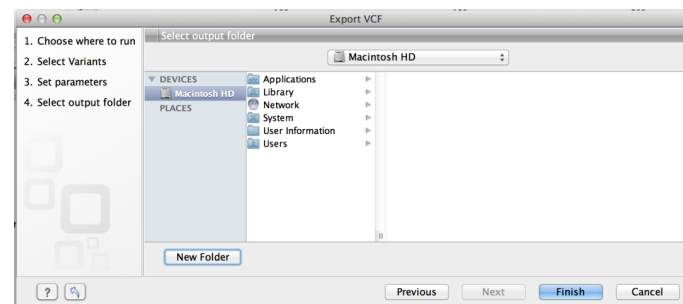 Export VCF
1. Choose where to run
2. Select Variants
3. Set parameters
4. Select output folder
Select output folder
Macintosh HD
DEVICES
Macintosh HD
PLACES
Applications
Library
Network
System
User Information
Users
New Folder
?
Previous
Next
Finish
Cancel